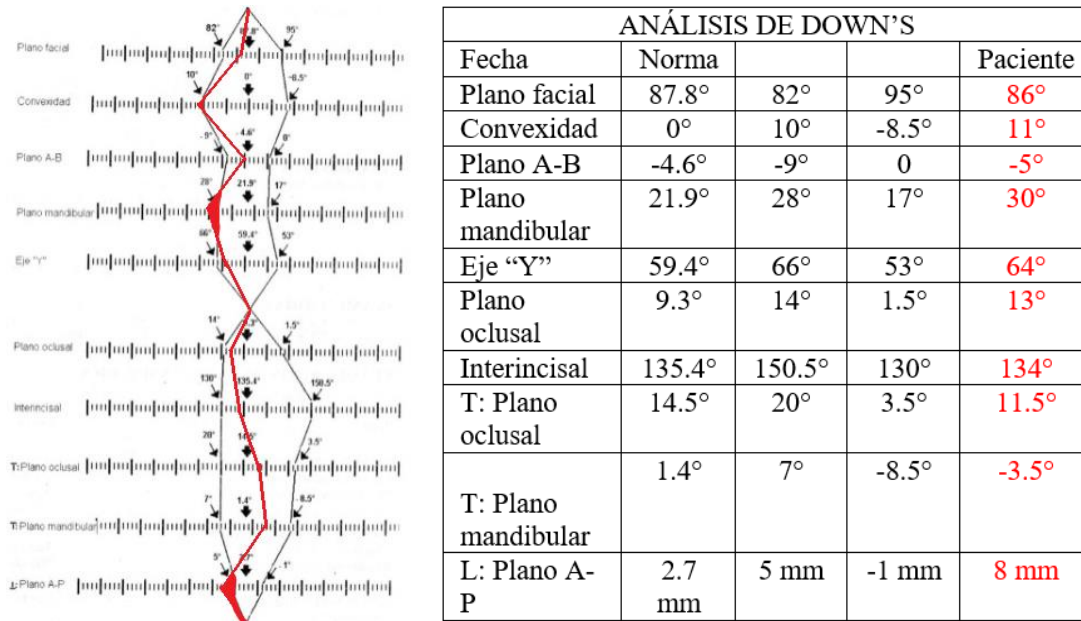 82°
87.8°
95°
Plano facial
10°
0°
-8.5°
Convexidad
- 9°
- 4.6°
0°
Plano A-B
28°
21.9°
17°
Plano mandibular
66°
59.4°
53°
Eje "Y"
14°
1.5°
Plano oclusal
130°
135.4°
150.5°
Interincisal
20°
14.5°
3.5°
T:Plano oclusal
7°
1.4°
- 8.5°
T:Plano mandibular
5°
- 1°
Plano A-P
ANÁLISIS DE DOWN’S
Fecha Norma Paciente
Plano facial 87.8° 82° 95° 86°
Convexidad 0° 10° -8.5° 11°
Plano A-B -4.6° -9° 0 -5°
Plano 21.9° 28° 17° 30°
mandibular
Eje “Y” 59.4° 66° 53° 64°
Plano 9.3° 14° 1.5° 13°
oclusal
Interincisal 135.4° 150.5° 130° 134°
T: Plano 14.5° 20° 3.5° 11.5°
oclusal
1.4° 7° -8.5° -3.5°
T: Plano
mandibular
L: Plano A- 2.7 5 mm -1 mm 8 mm
P mm